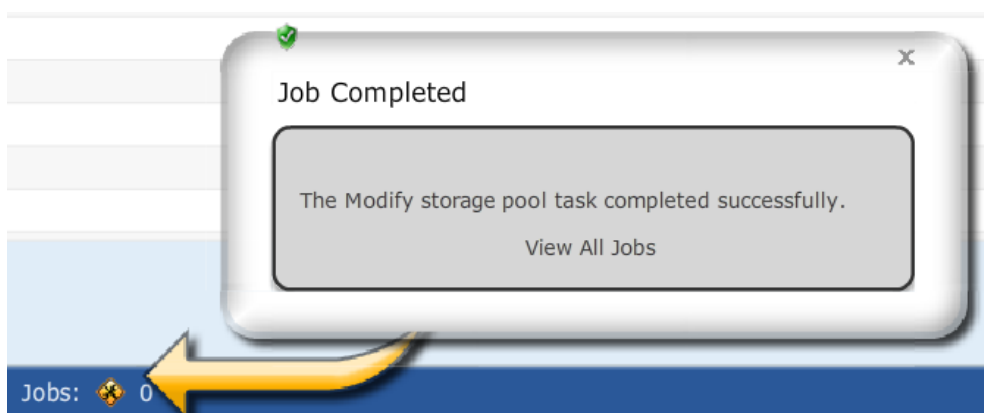 x
Job Completed
The Modify storage pool task completed successfully.
View All Jobs
Jobs: 0